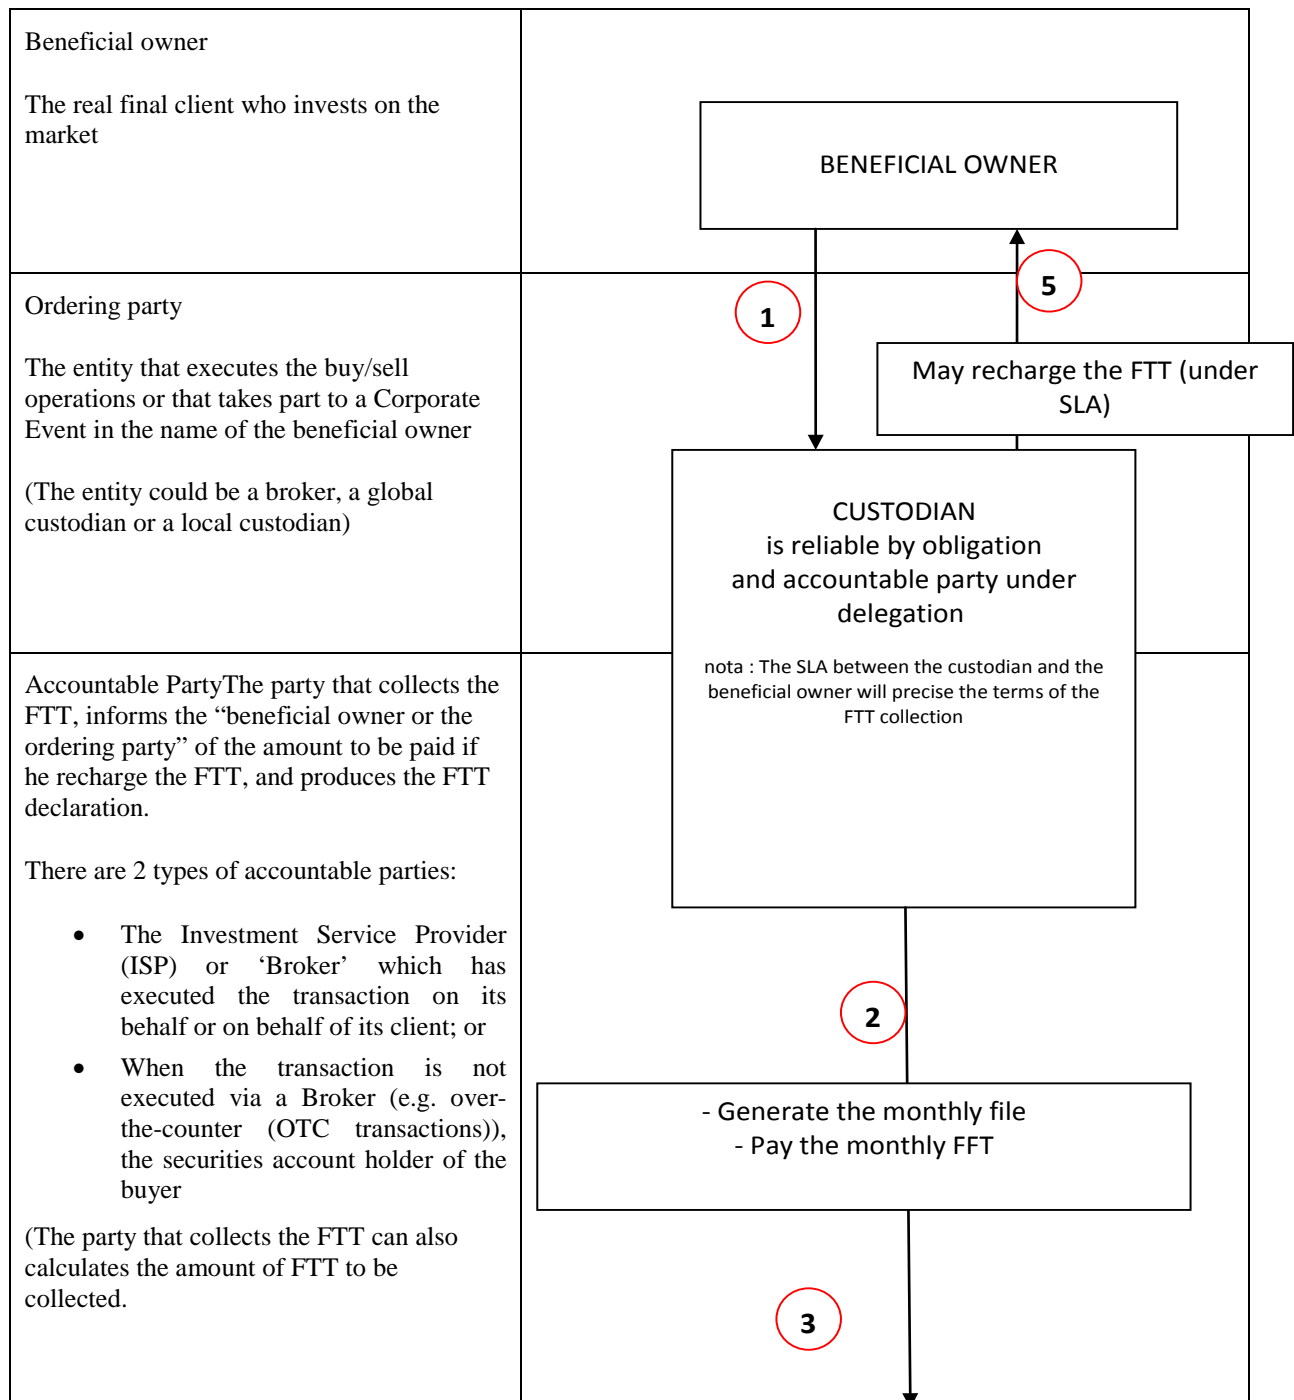 Beneficial owner
The real final client who invests on the
market
BENEFICIAL OWNER
Ordering party
The entity that executes the buy/sell
operations or that takes part to a Corporate
Event in the name of the beneficial owner
(The entity could be a broker, a global
custodian or a local custodian)
1
5
May recharge the FTT (under
SLA)
CUSTODIAN
is reliable by obligation
and accountable party under
delegation
nota : The SLA between the custodian and the
beneficial owner will precise the terms of the
FTT collection
Accountable PartyThe party that collects the
FTT, informs the “beneficial owner or the
ordering party” of the amount to be paid if
he recharge the FTT, and produces the FTT
declaration.
There are 2 types of accountable parties:
• The Investment Service Provider
(ISP) or ‘Broker’ which has
executed the transaction on its
behalf or on behalf of its client; or
• When the transaction is not
executed via a Broker (e.g. over-
the-counter (OTC transactions)),
the securities account holder of the
buyer
(The party that collects the FTT can also
calculates the amount of FTT to be
collected.
2
- Generate the monthly file
- Pay the monthly FFT
3